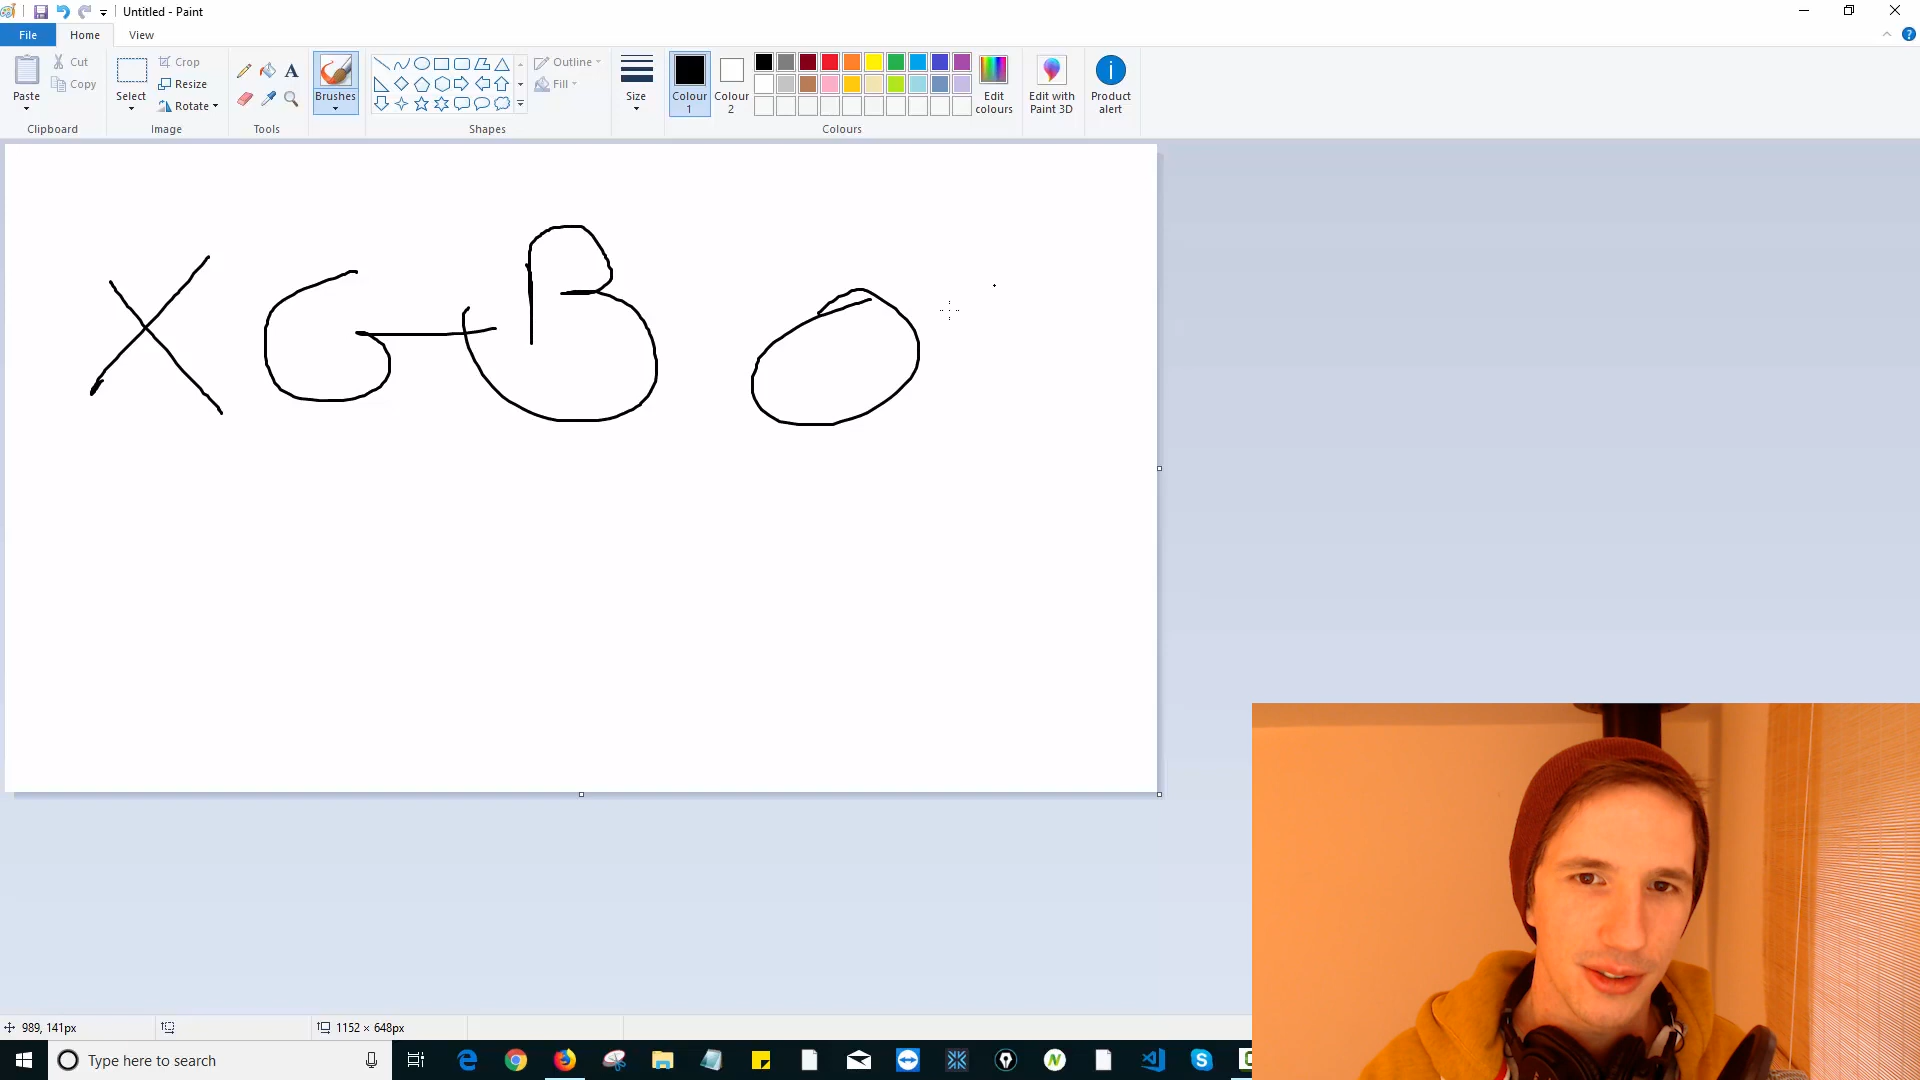 Untitled - Paint
File Home View
Paste Cut Copy Clipboard
Select Crop Resize Rotate Image
Tools
Brushes
Shapes Outline Fill
Size
Colour 1 Colour 2 Edit colours Colours
Edit with Paint 3D
Product alert
X G B O
989, 141px 1152 × 648px
Type here to search